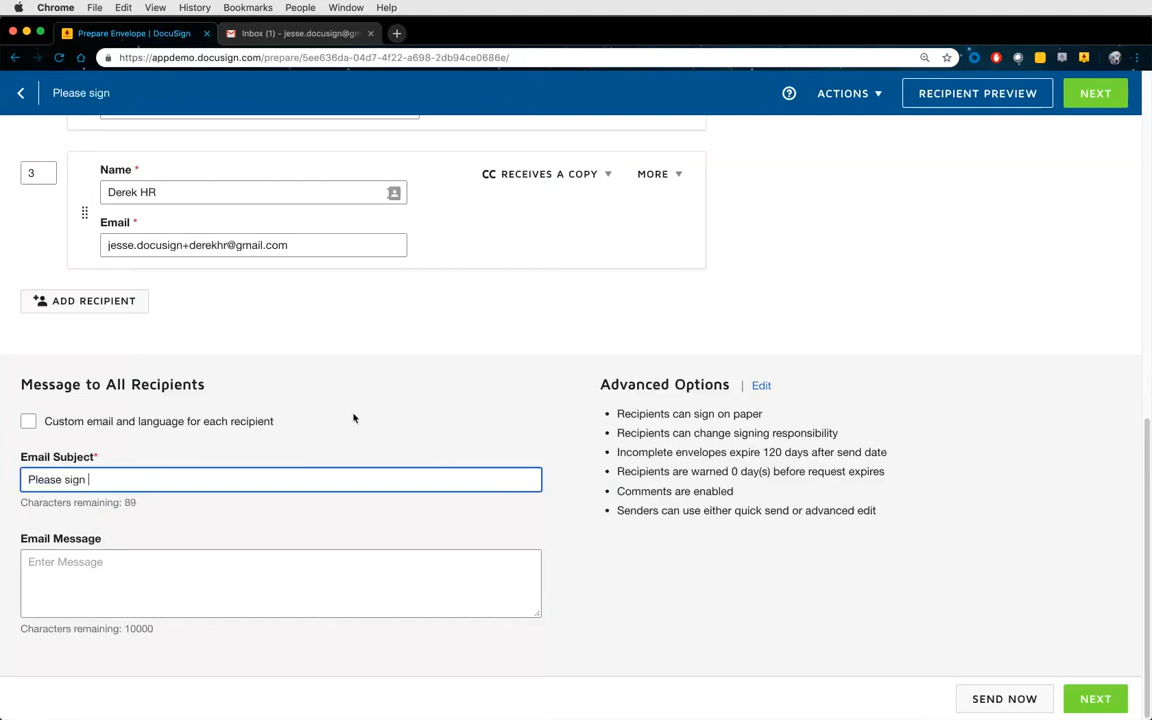 Chrome File Edit View History Bookmarks People Window Help
Prepare Envelope | DocuSign
Inbox (1) - jesse.docusign@gm
https://appdemo.docusign.com/prepare/5ee636da-04d7-4f22-a698-2db94ce0686e/
Please sign
ACTIONS
RECIPIENT PREVIEW
NEXT
3
Name *
CC RECEIVES A COPY
MORE
Derek HR
Email *
jesse.docusign+derekhr@gmail.com
ADD RECIPIENT
Message to All Recipients
Custom email and language for each recipient
Email Subject*
Please sign
Characters remaining: 89
Email Message
Enter Message
Characters remaining: 10000
Advanced Options | Edit
• Recipients can sign on paper
• Recipients can change signing responsibility
• Incomplete envelopes expire 120 days after send date
• Recipients are warned 0 day(s) before request expires
• Comments are enabled
• Senders can use either quick send or advanced edit
SEND NOW
NEXT